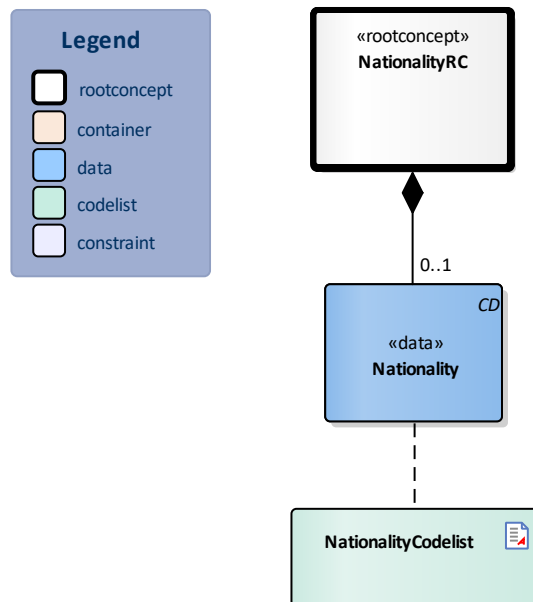 Legend
rootconcept
container
data
codelist
constraint
«rootconcept»
NationalityRC
0..1
CD
«data»
Nationality
NationalityCodelist